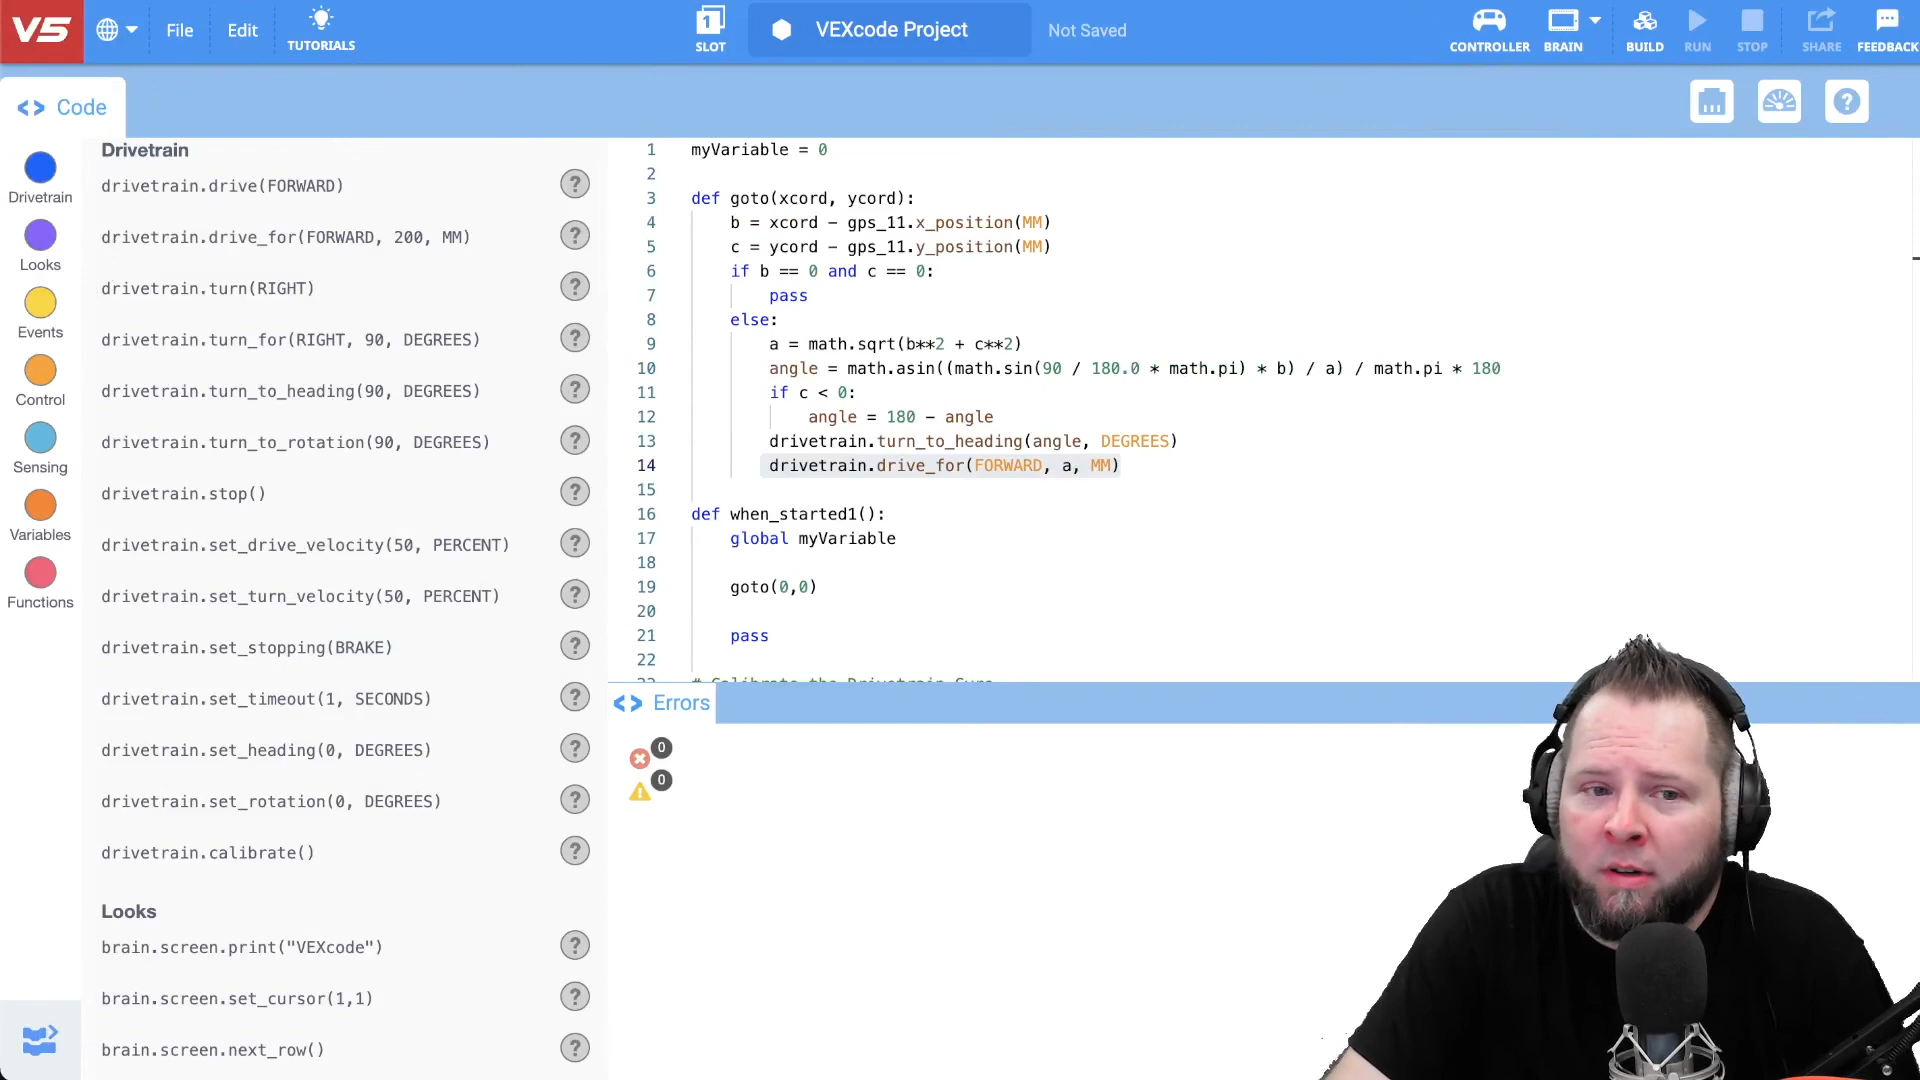 V5
File
Edit
TUTORIALS
1
SLOT
VEXcode Project
Not Saved
CONTROLLER
BRAIN
BUILD
RUN
STOP
SHARE
FEEDBACK
<> Code
Drivetrain
Looks
Events
Control
Sensing
Variables
Functions
Drivetrain
drivetrain.drive(FORWARD) ?
drivetrain.drive_for(FORWARD, 200, MM) ?
drivetrain.turn(RIGHT) ?
drivetrain.turn_for(RIGHT, 90, DEGREES) ?
drivetrain.turn_to_heading(90, DEGREES) ?
drivetrain.turn_to_rotation(90, DEGREES) ?
drivetrain.stop() ?
drivetrain.set_drive_velocity(50, PERCENT) ?
drivetrain.set_turn_velocity(50, PERCENT) ?
drivetrain.set_stopping(BRAKE) ?
drivetrain.set_timeout(1, SECONDS) ?
drivetrain.set_heading(0, DEGREES) ?
drivetrain.set_rotation(0, DEGREES) ?
drivetrain.calibrate() ?
Looks
brain.screen.print("VEXcode") ?
brain.screen.set_cursor(1,1) ?
brain.screen.next_row() ?
1 myVariable = 0
2
3 def goto(xcord, ycord):
4 b = xcord - gps_11.x_position(MM)
5 c = ycord - gps_11.y_position(MM)
6 if b == 0 and c == 0:
7 pass
8 else:
9 a = math.sqrt(b**2 + c**2)
10 angle = math.asin((math.sin(90 / 180.0 * math.pi) * b) / a) / math.pi * 180
11 if c < 0:
12 angle = 180 - angle
13 drivetrain.turn_to_heading(angle, DEGREES)
14 drivetrain.drive_for(FORWARD, a, MM)
15
16 def when_started1():
17 global myVariable
18
19 goto(0,0)
20
21 pass
22
<> Errors
0
0